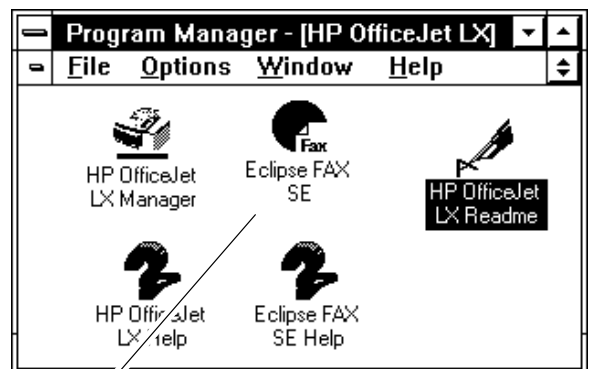 Program Manager - [HP OfficeJet LX]
File Options Window Help
Fax
HP OfficeJet
LX Manager
Eclipse FAX
SE
HP OfficeJet
LX Readme
HP OfficeJet
LX Help
Eclipse FAX
SE Help